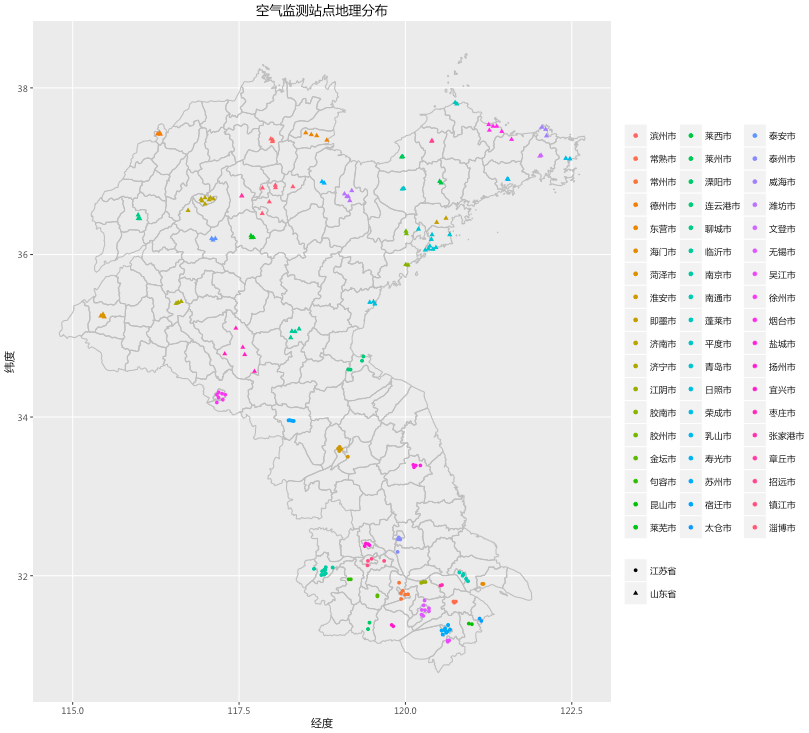 空气监测站点地理分布
38
36
34
32
纬度
115.0
117.5
120.0
122.5
经度
滨州市
常熟市
常州市
德州市
东营市
海门市
菏泽市
淮安市
即墨市
济南市
济宁市
江阴市
胶南市
胶州市
金坛市
句容市
昆山市
莱芜市
莱西市
莱州市
溧阳市
连云港市
聊城市
临沂市
南京市
南通市
蓬莱市
平度市
青岛市
日照市
荣成市
乳山市
寿光市
苏州市
宿迁市
太仓市
泰安市
泰州市
威海市
潍坊市
文登市
无锡市
吴江市
徐州市
烟台市
盐城市
扬州市
宜兴市
枣庄市
张家港市
章丘市
招远市
镇江市
淄博市
江苏省
山东省